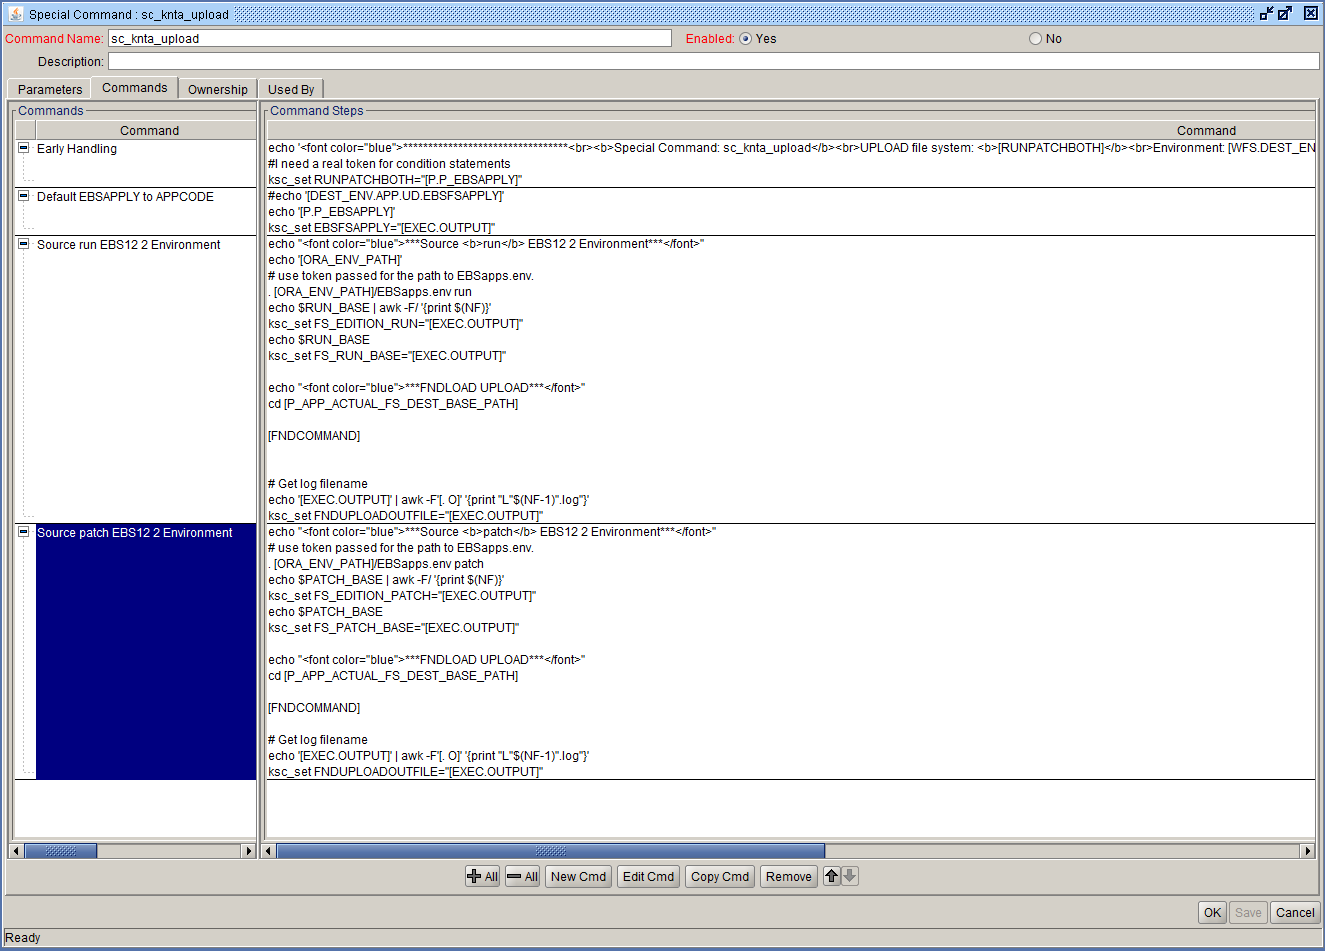 Special Command : sc_knta_upload
Command Name: sc_knta_upload Enabled: Yes No
Description:
Parameters Commands Ownership Used By
Commands
Command
Early Handling
Default EBSAPPLY to APPCODE
Source run EBS12 2 Environment
Source patch EBS12 2 Environment
Command Steps
Command
echo '<font color="blue">********************************<br><b>Special Command: sc_knta_upload</b><br>UPLOAD file system: <b>[RUNPATCHBOTH]</b><br>Environment: [WFS.DEST_EN
#I need a real token for condition statements
ksc_set RUNPATCHBOTH="[P.P_EBSAPPLY]"
#echo '[DEST_ENV.APP.UD.EBSFSAPPLY]'
echo '[P.P_EBSAPPLY]'
ksc_set EBSFSAPPLY="[EXEC.OUTPUT]"
echo "<font color="blue">***Source <b>run</b> EBS12 2 Environment***</font>"
echo '[ORA_ENV_PATH]'
# use token passed for the path to EBSapps.env.
. [ORA_ENV_PATH]/EBSapps.env run
echo $RUN_BASE | awk -F/ '{print $(NF)}'
ksc_set FS_EDITION_RUN="[EXEC.OUTPUT]"
echo $RUN_BASE
ksc_set FS_RUN_BASE="[EXEC.OUTPUT]"
echo "<font color="blue">***FNDLOAD UPLOAD***</font>"
cd [P_APP_ACTUAL_FS_DEST_BASE_PATH]
[FNDCOMMAND]
# Get log filename
echo '[EXEC.OUTPUT]' | awk -F'[. O]' '{print "L"$(NF-1)".log"}'
ksc_set FNDUPLOADOUTFILE="[EXEC.OUTPUT]"
echo "<font color="blue">***Source <b>patch</b> EBS12 2 Environment***</font>"
# use token passed for the path to EBSapps.env.
. [ORA_ENV_PATH]/EBSapps.env patch
echo $PATCH_BASE | awk -F/ '{print $(NF)}'
ksc_set FS_EDITION_PATCH="[EXEC.OUTPUT]"
echo $PATCH_BASE
ksc_set FS_PATCH_BASE="[EXEC.OUTPUT]"
echo "<font color="blue">***FNDLOAD UPLOAD***</font>"
cd [P_APP_ACTUAL_FS_DEST_BASE_PATH]
[FNDCOMMAND]
# Get log filename
echo '[EXEC.OUTPUT]' | awk -F'[. O]' '{print "L"$(NF-1)".log"}'
ksc_set FNDUPLOADOUTFILE="[EXEC.OUTPUT]"
All All New Cmd Edit Cmd Copy Cmd Remove
OK Save Cancel
Ready